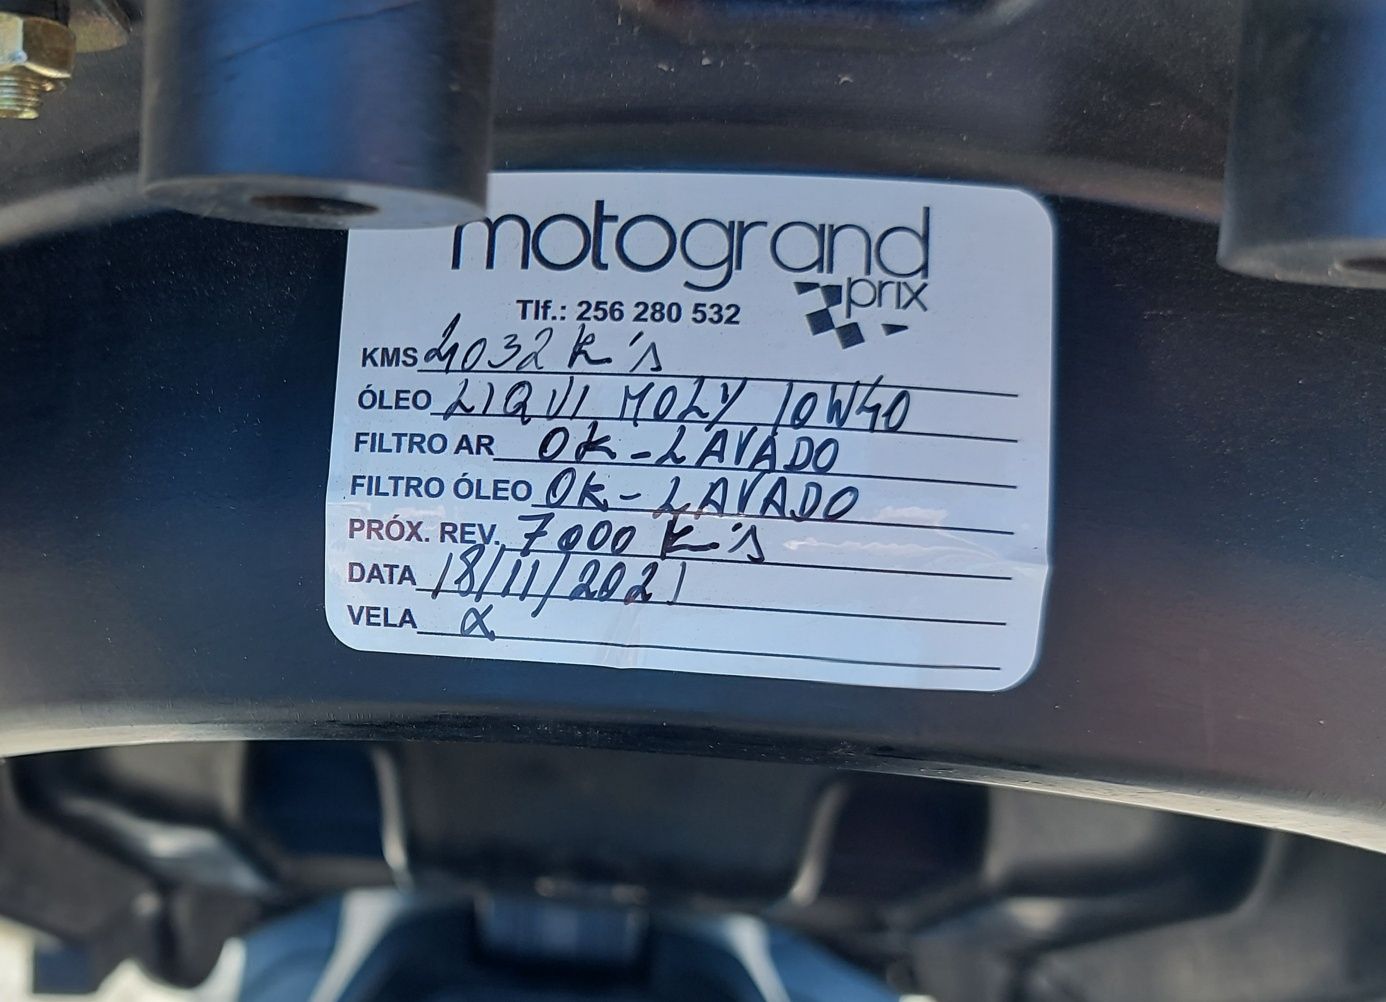 motogrand
prix
Tlf.: 256 280 532
KMS 4032 K's
ÓLEO LIQUI MOLY 10W40
FILTRO AR OK - LAVADO
FILTRO ÓLEO OK - LAVADO
PRÓX. REV. 7000 K's
DATA 18/11/2021
VELA